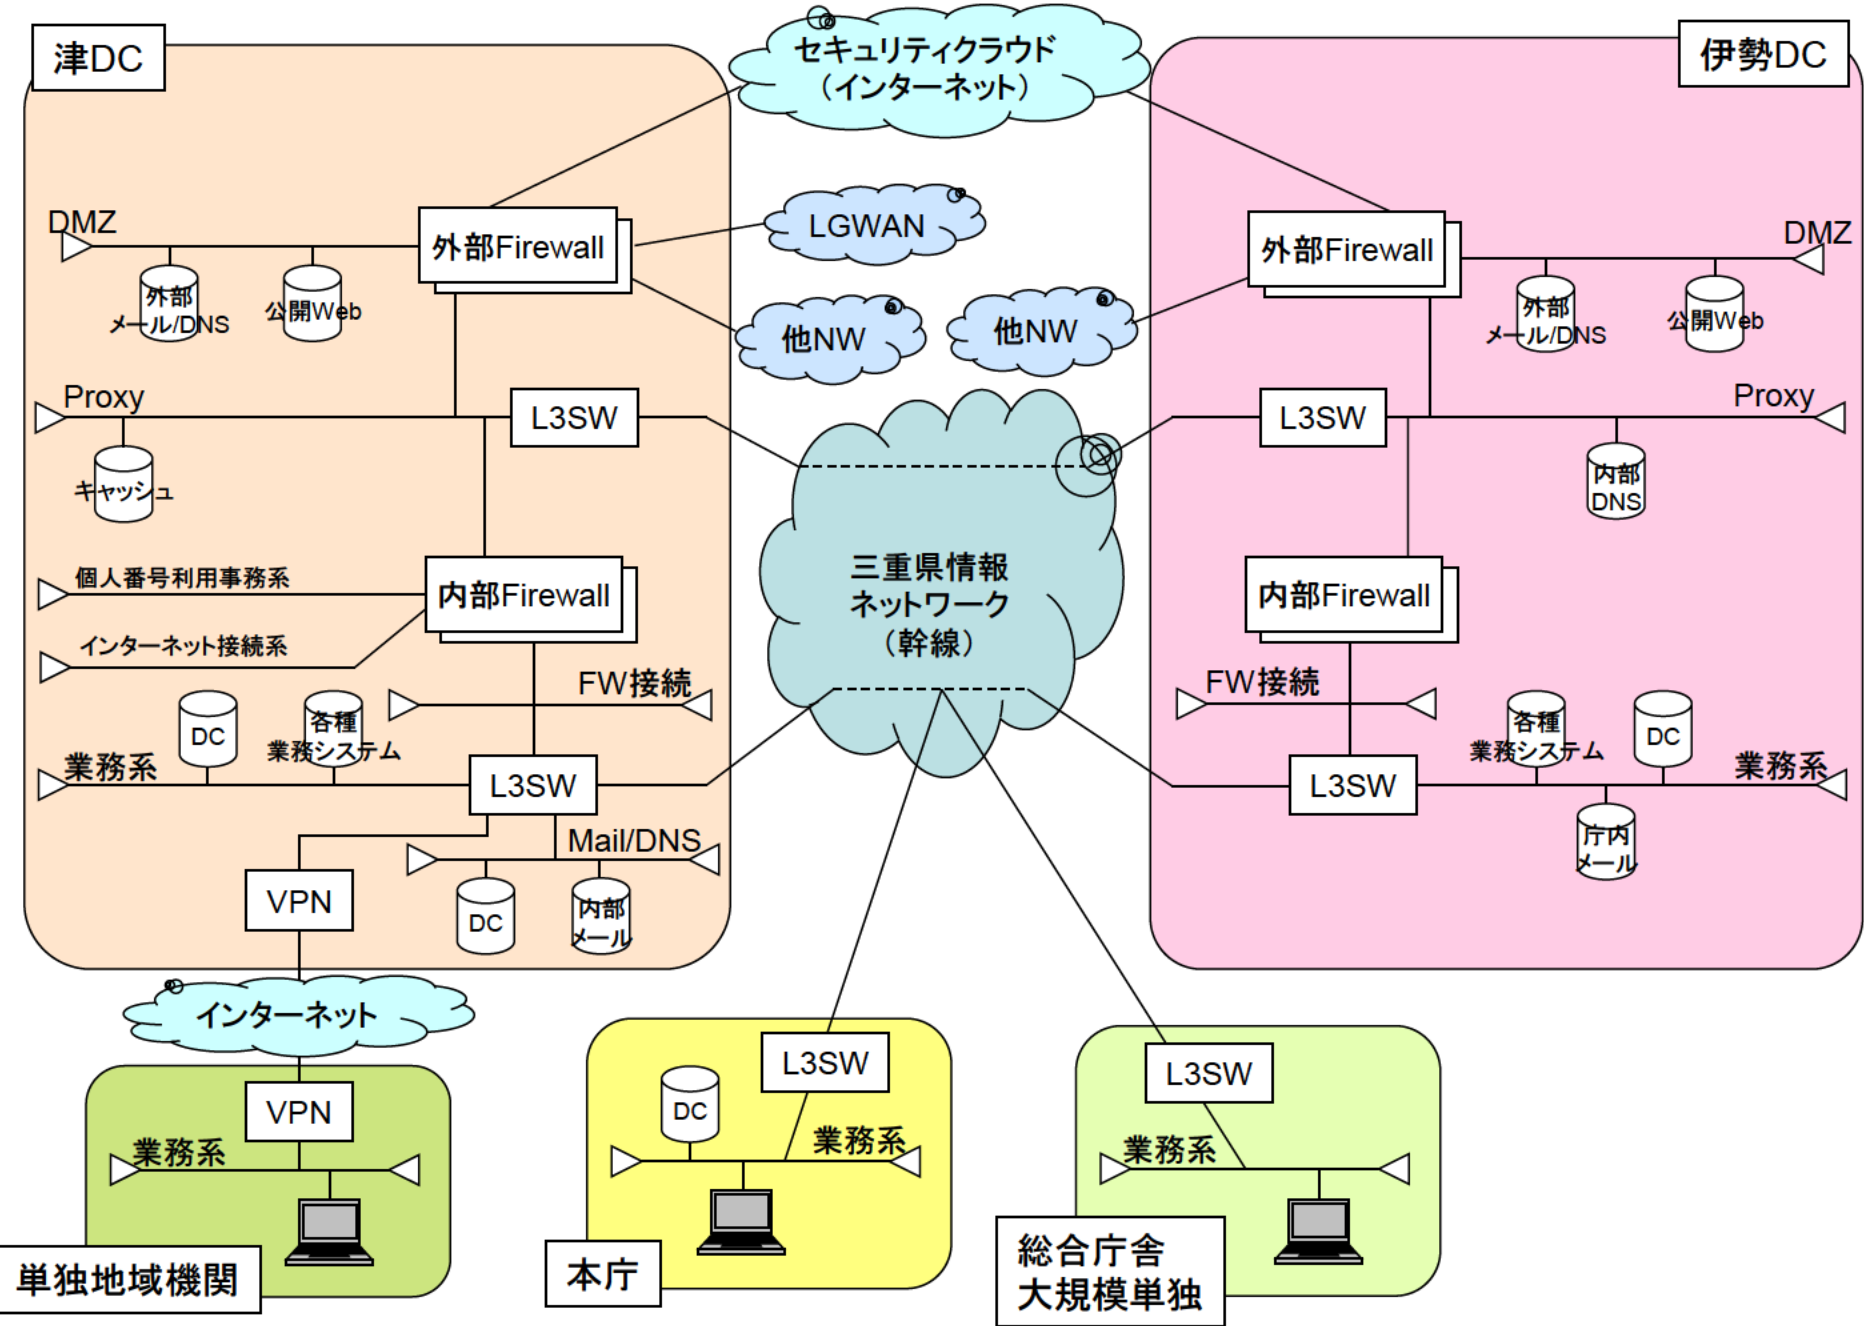 津DC
セキュリティクラウド
（インターネット）
伊勢DC
DMZ
外部Firewall
LGWAN
外部Firewall
DMZ
外部
メール/DNS
公開Web
他NW
他NW
外部
メール/DNS
公開Web
Proxy
L3SW
L3SW
Proxy
キャッシュ
内部
DNS
三重県情報
ネットワーク
（幹線）
個人番号利用事務系
内部Firewall
内部Firewall
インターネット接続系
FW接続
FW接続
DC
各種
業務システム
各種
業務システム
DC
業務系
L3SW
L3SW
業務系
Mail/DNS
庁内
メール
VPN
DC
内部
メール
インターネット
VPN
業務系
単独地域機関
L3SW
DC
業務系
本庁
L3SW
業務系
総合庁舎
大規模単独